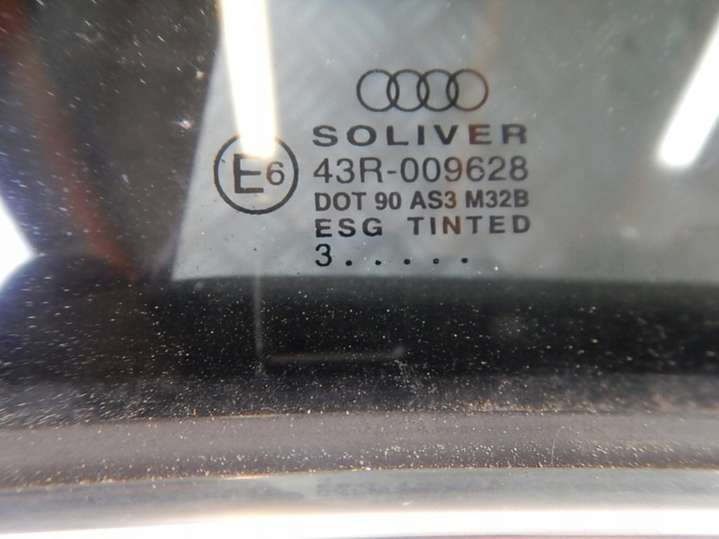 SOLIVER
E6 43R-009628
DOT 90 AS3 M32B
ESG TINTED
3.....